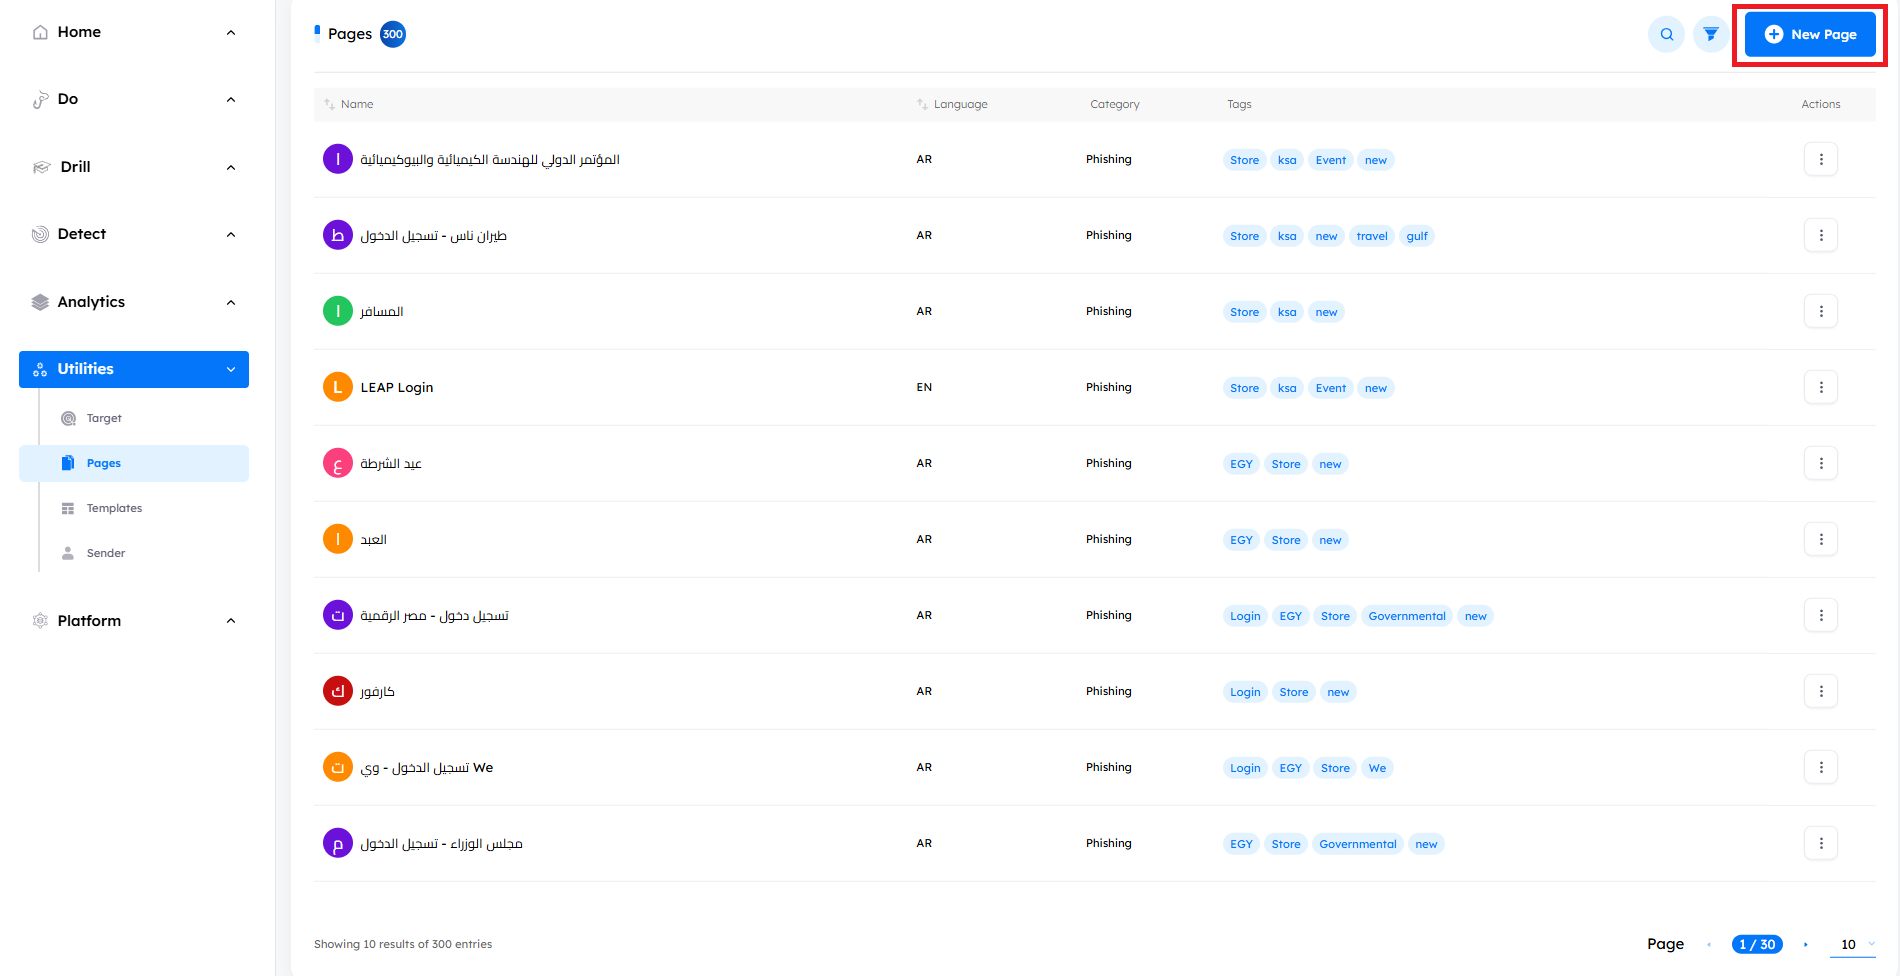 Home
Do
Drill
Detect
Analytics
Utilities
Target
Pages
Templates
Sender
Platform
Pages 300
New Page
Name Language Category Tags Actions
ا المؤتمر الدولي للهندسة الكيميائية والبيوكيميائية AR Phishing Store ksa Event new
ط طيران ناس - تسجيل الدخول AR Phishing Store ksa new travel gulf
ا المسافر AR Phishing Store ksa new
L LEAP Login EN Phishing Store ksa Event new
ع عيد الشرطة AR Phishing EGY Store new
ا العبد AR Phishing EGY Store new
ت تسجيل دخول - مصر الرقمية AR Phishing Login EGY Store Governmental new
ك كارفور AR Phishing Login Store new
ت تسجيل الدخول - وي We AR Phishing Login EGY Store We
م مجلس الوزراء - تسجيل الدخول AR Phishing EGY Store Governmental new
Showing 10 results of 300 entries
Page 1 / 30 10